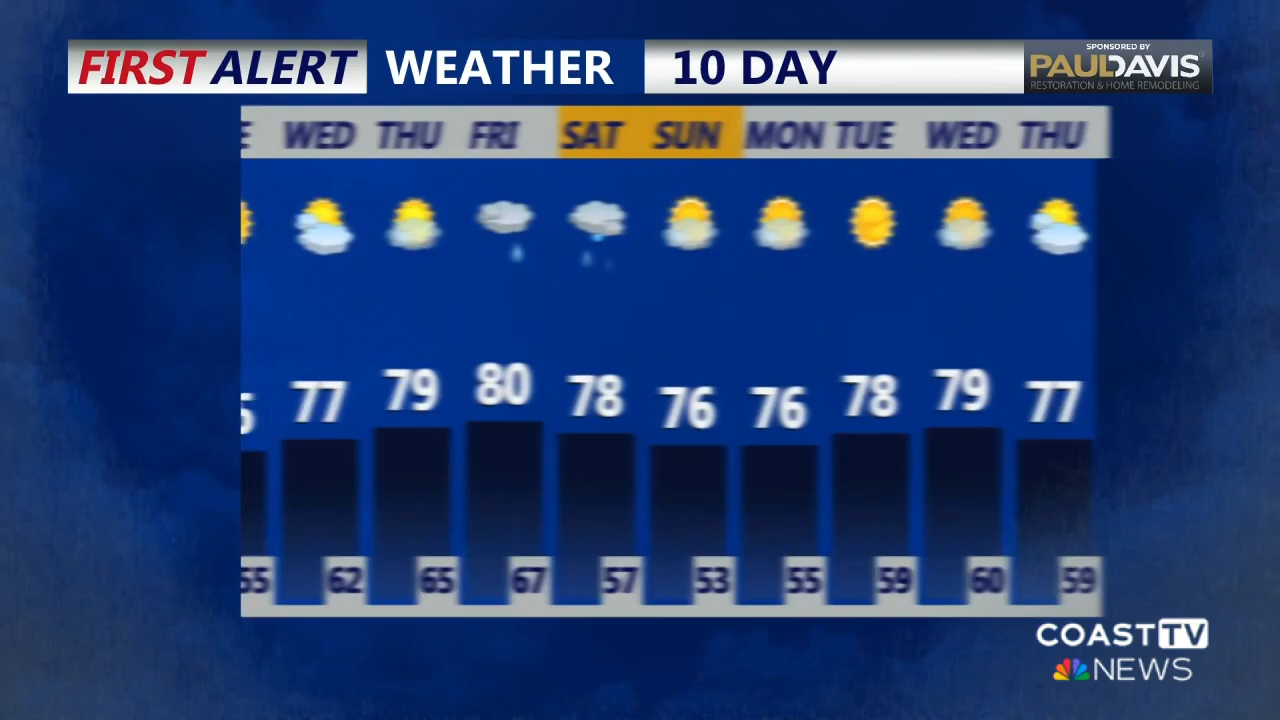 FIRST ALERT WEATHER 10 DAY
SPONSORED BY
PAUL DAVIS
RESTORATION & HOME REMODELING
E WED THU FRI SAT SUN MON TUE WED THU
77 79 80 78 76 76 78 79 77
55 62 65 67 57 53 55 59 60 59
COAST TV
NEWS